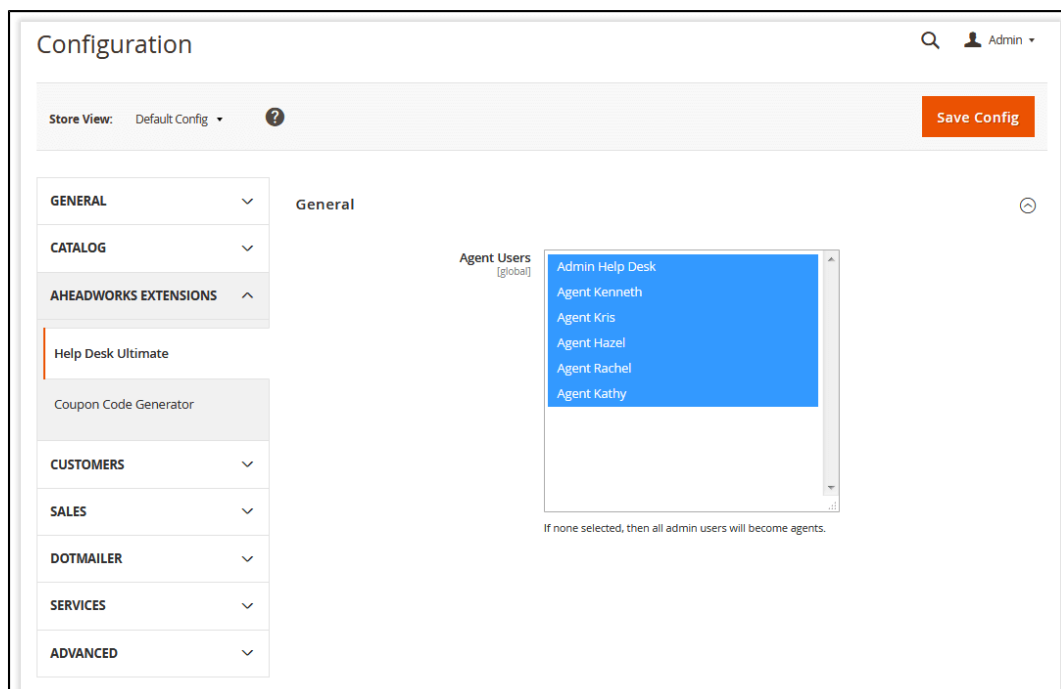 Configuration
Admin
Store View: Default Config
Save Config
GENERAL
CATALOG
AHEADWORKS EXTENSIONS
Help Desk Ultimate
Coupon Code Generator
CUSTOMERS
SALES
DOTMAILER
SERVICES
ADVANCED
General
Agent Users
[global]
Admin Help Desk
Agent Kenneth
Agent Kris
Agent Hazel
Agent Rachel
Agent Kathy
If none selected, then all admin users will become agents.